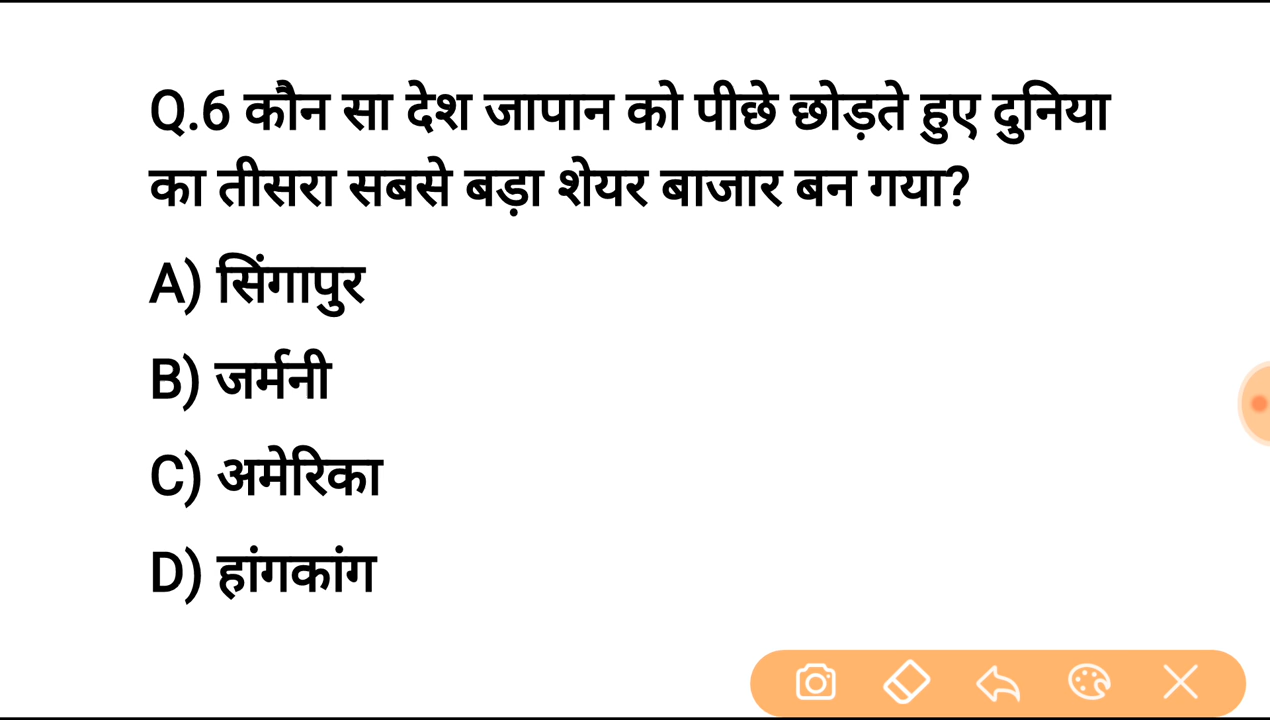 Q.6 कौन सा देश जापान को पीछे छोड़ते हुए दुनिया
का तीसरा सबसे बड़ा शेयर बाजार बन गया?
A) सिंगापुर
B) जर्मनी
C) अमेरिका
D) हांगकांग